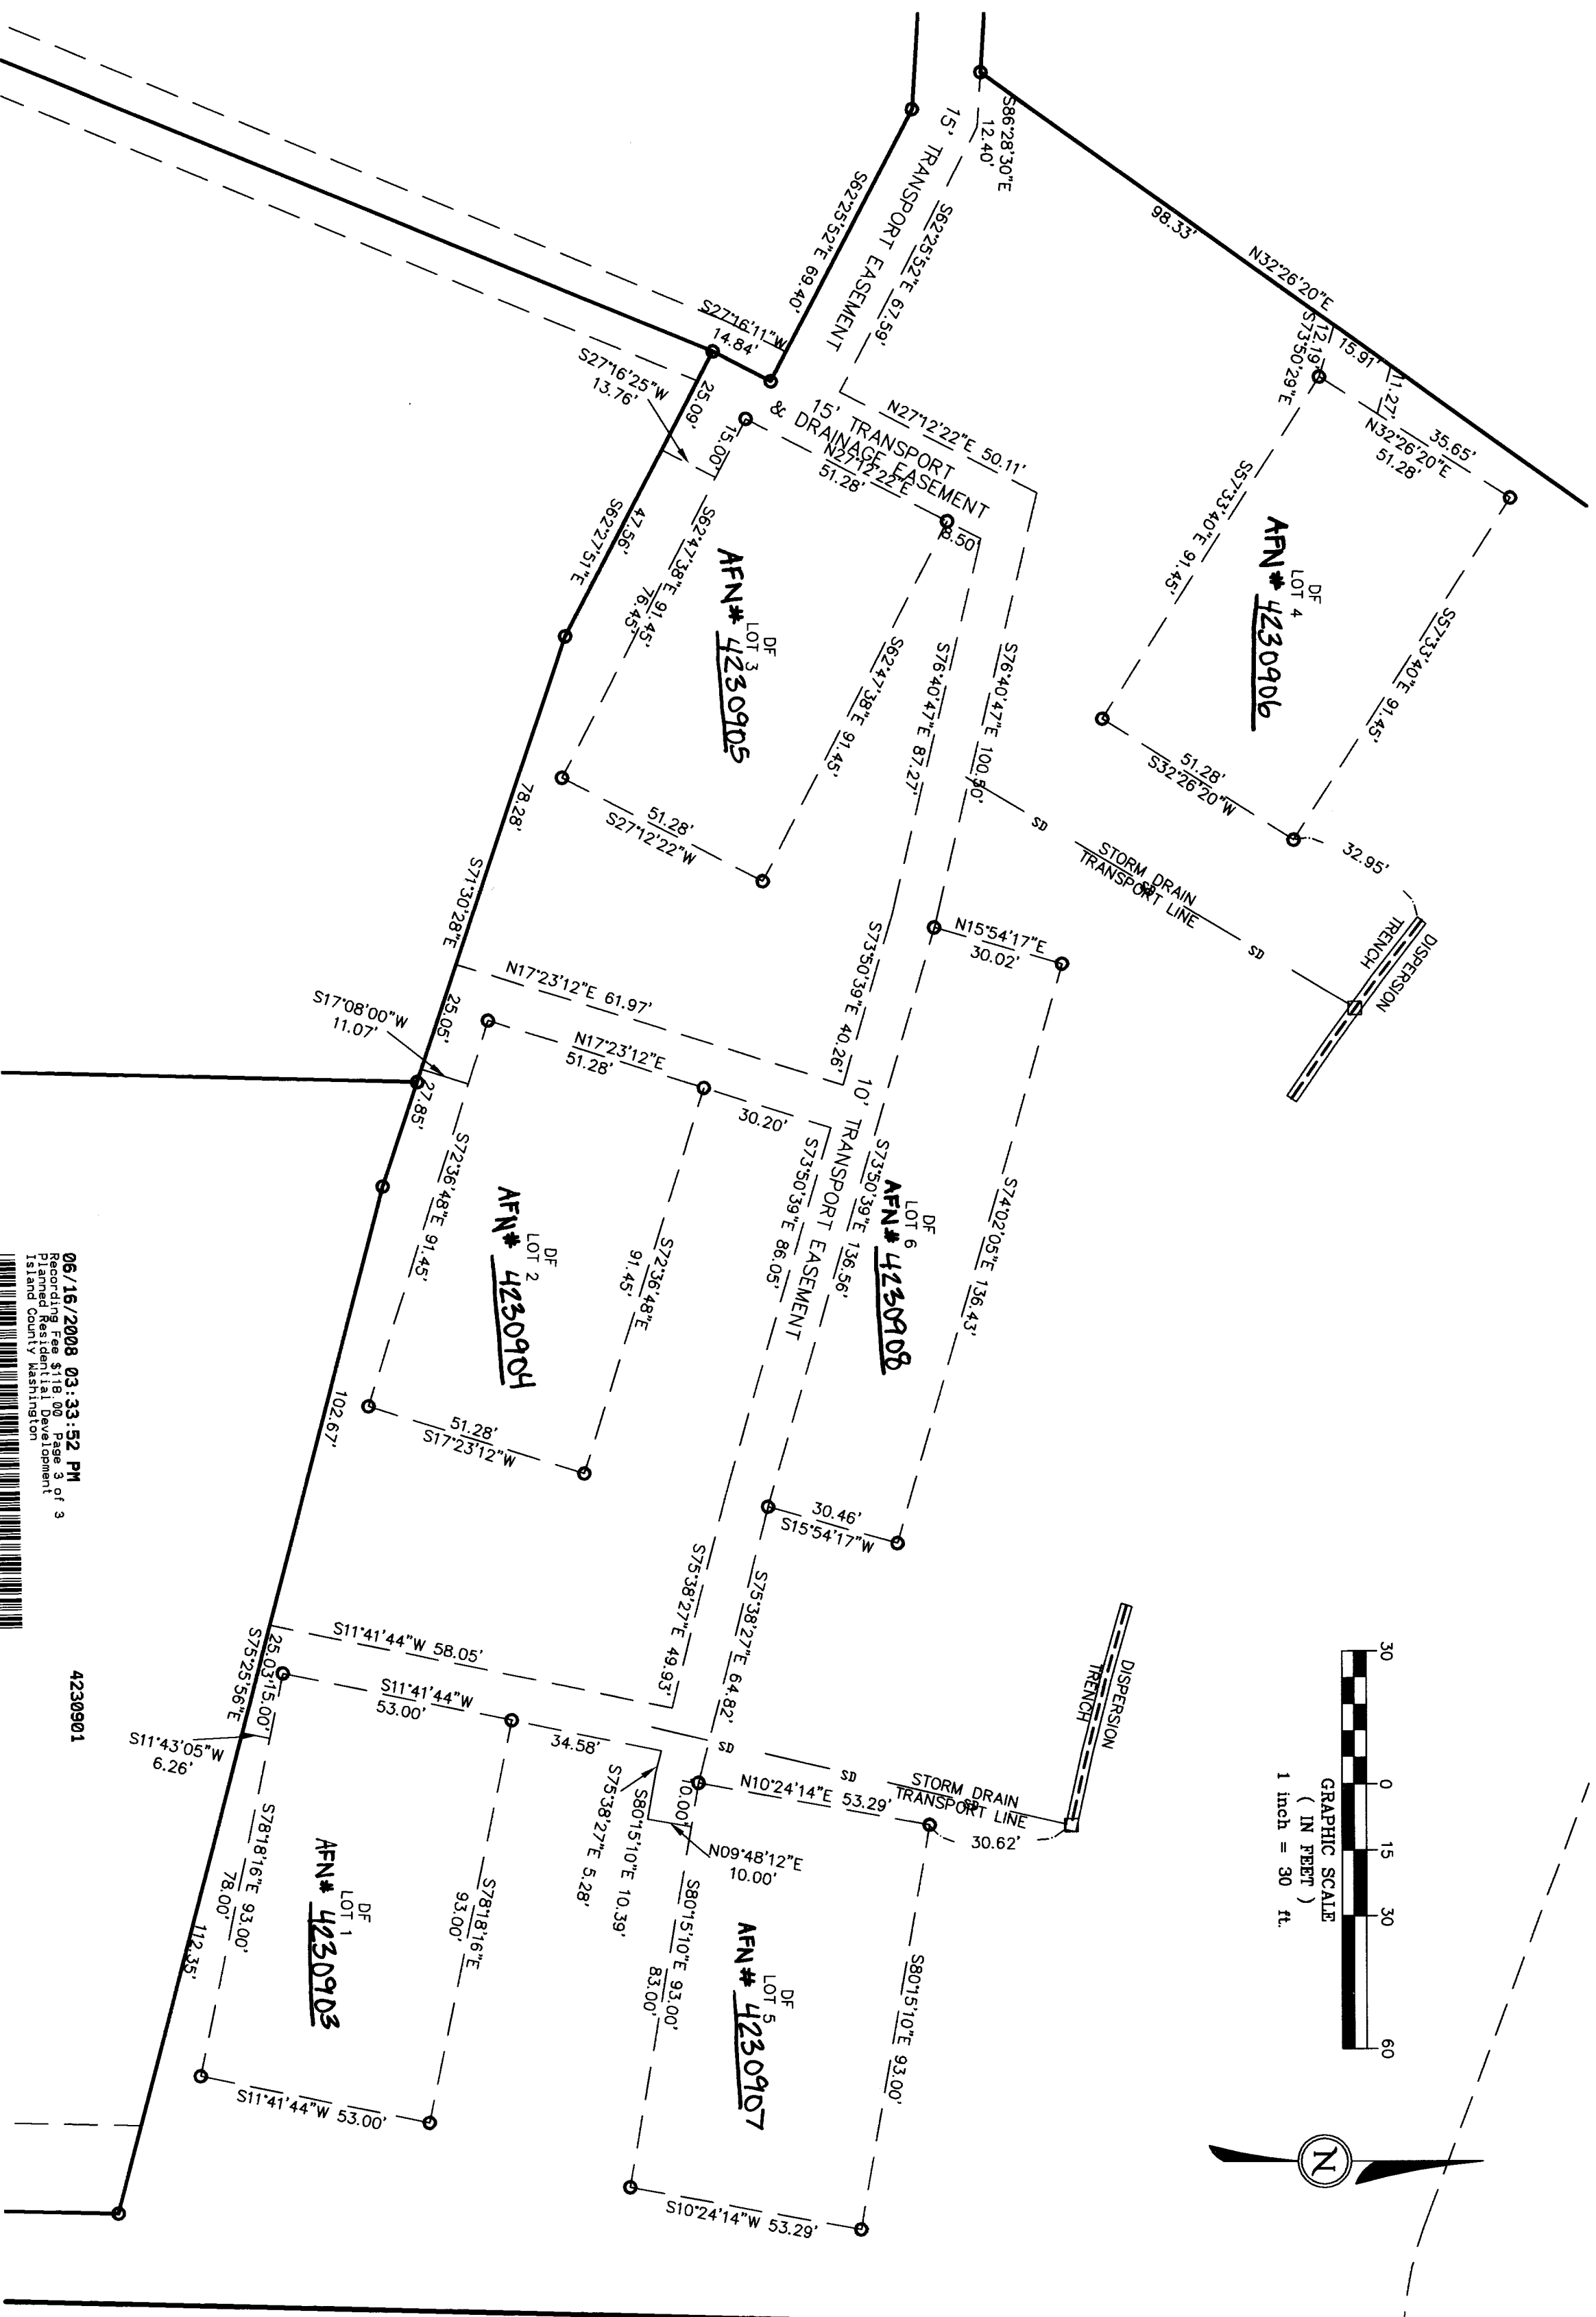 S86°28'30"E
12.40'
15' TRANSPORT EASEMENT
S62°25'52"E 67.59'
S62°25'52"E 69.40'
98.33'
N32°26'20"E
12.19'
S73°50'29"E
15.91'
11.27'
35.65'
N32°26'20"E
51.28'
S57°33'40"E 91.45'
DF
LOT 4
AFN# 4230906
S57°33'40"E 91.45'
51.28'
S32°26'20"W
32.95'
DISPERSION
TRENCH
SD
STORM DRAIN
TRANSPORT LINE
SD
SD
S27°16'11"W
14.84'
S27°16'25"W
13.76'
25.09'
15.00'
N27°12'22"E 50.11'
15' TRANSPORT
& DRAINAGE EASEMENT
N27°12'22"E
51.28'
8.50'
47.56'
S62°27'51"E
S62°47'38"E 91.45'
76.45'
DF
LOT 3
AFN# 4230905
S62°47'38"E 91.45'
51.28'
S27°12'22"W
S76°40'47"E 87.27'
S76°40'47"E 100.50'
78.28'
S71°30'28"E
25.05'
S17°08'00"W
11.07'
27.85'
N17°23'12"E 61.97'
N17°23'12"E
51.28'
30.20'
S73°50'39"E 40.26'
N15°54'17"E
30.02'
10' TRANSPORT EASEMENT
S73°50'39"E 86.05'
S73°50'39"E 136.56'
DF
LOT 6
AFN# 4230908
S74°02'05"E 136.43'
30.46'
S15°54'17"W
S72°36'48"E 91.45'
DF
LOT 2
AFN# 4230904
S72°36'48"E
91.45'
51.28'
S17°23'12"W
102.67'
S75°25'56"E
25.03'
15.00'
S11°43'05"W
6.26'
S11°41'44"W 58.05'
S11°41'44"W
53.00'
34.58'
S75°38'27"E 49.93'
S75°38'27"E 64.82'
SD
SD
SD
STORM DRAIN
TRANSPORT LINE
DISPERSION
TRENCH
N10°24'14"E 53.29'
30.62'
10.00'
N09°48'12"E
10.00'
S80°15'10"E 10.39'
S75°38'27"E 5.28'
S78°18'16"E 93.00'
78.00'
112.35'
DF
LOT 1
AFN# 4230903
S78°18'16"E
93.00'
S11°41'44"W 53.00'
S80°15'10"E 93.00'
83.00'
DF
LOT 5
AFN# 4230907
S80°15'10"E 93.00'
S10°24'14"W 53.29'
30 0 15 30 60
GRAPHIC SCALE
( IN FEET )
1 inch = 30 ft.
N
06/16/2008 03:33:52 PM
Recording Fee $118.00 Page 3 of 3
Planned Residential Development
Island County Washington
4230901